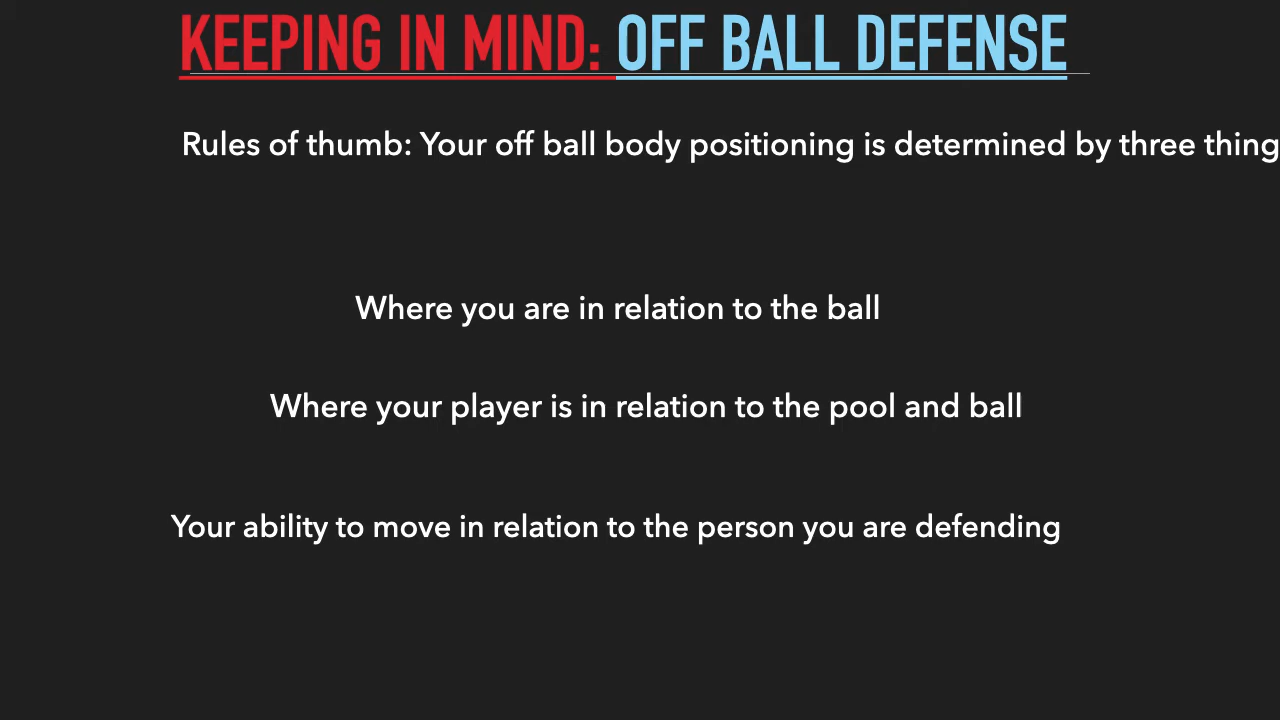 KEEPING IN MIND: OFF BALL DEFENSE
Rules of thumb: Your off ball body positioning is determined by three thing
Where you are in relation to the ball
Where your player is in relation to the pool and ball
Your ability to move in relation to the person you are defending